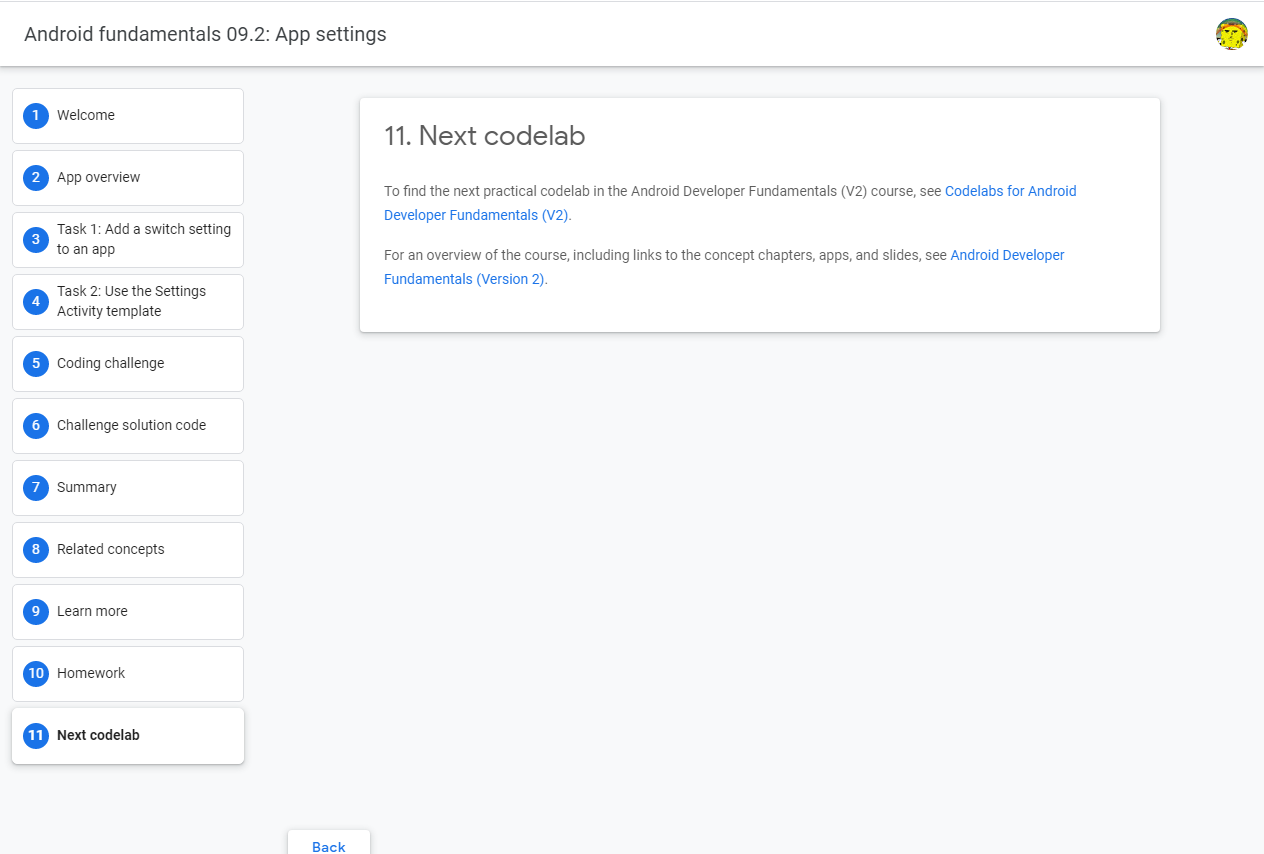 Android fundamentals 09.2: App settings
1 Welcome
2 App overview
3 Task 1: Add a switch setting
to an app
4 Task 2: Use the Settings
Activity template
5 Coding challenge
6 Challenge solution code
7 Summary
8 Related concepts
9 Learn more
10 Homework
11 Next codelab
11. Next codelab
To find the next practical codelab in the Android Developer Fundamentals (V2) course, see Codelabs for Android
Developer Fundamentals (V2).
For an overview of the course, including links to the concept chapters, apps, and slides, see Android Developer
Fundamentals (Version 2).
Back